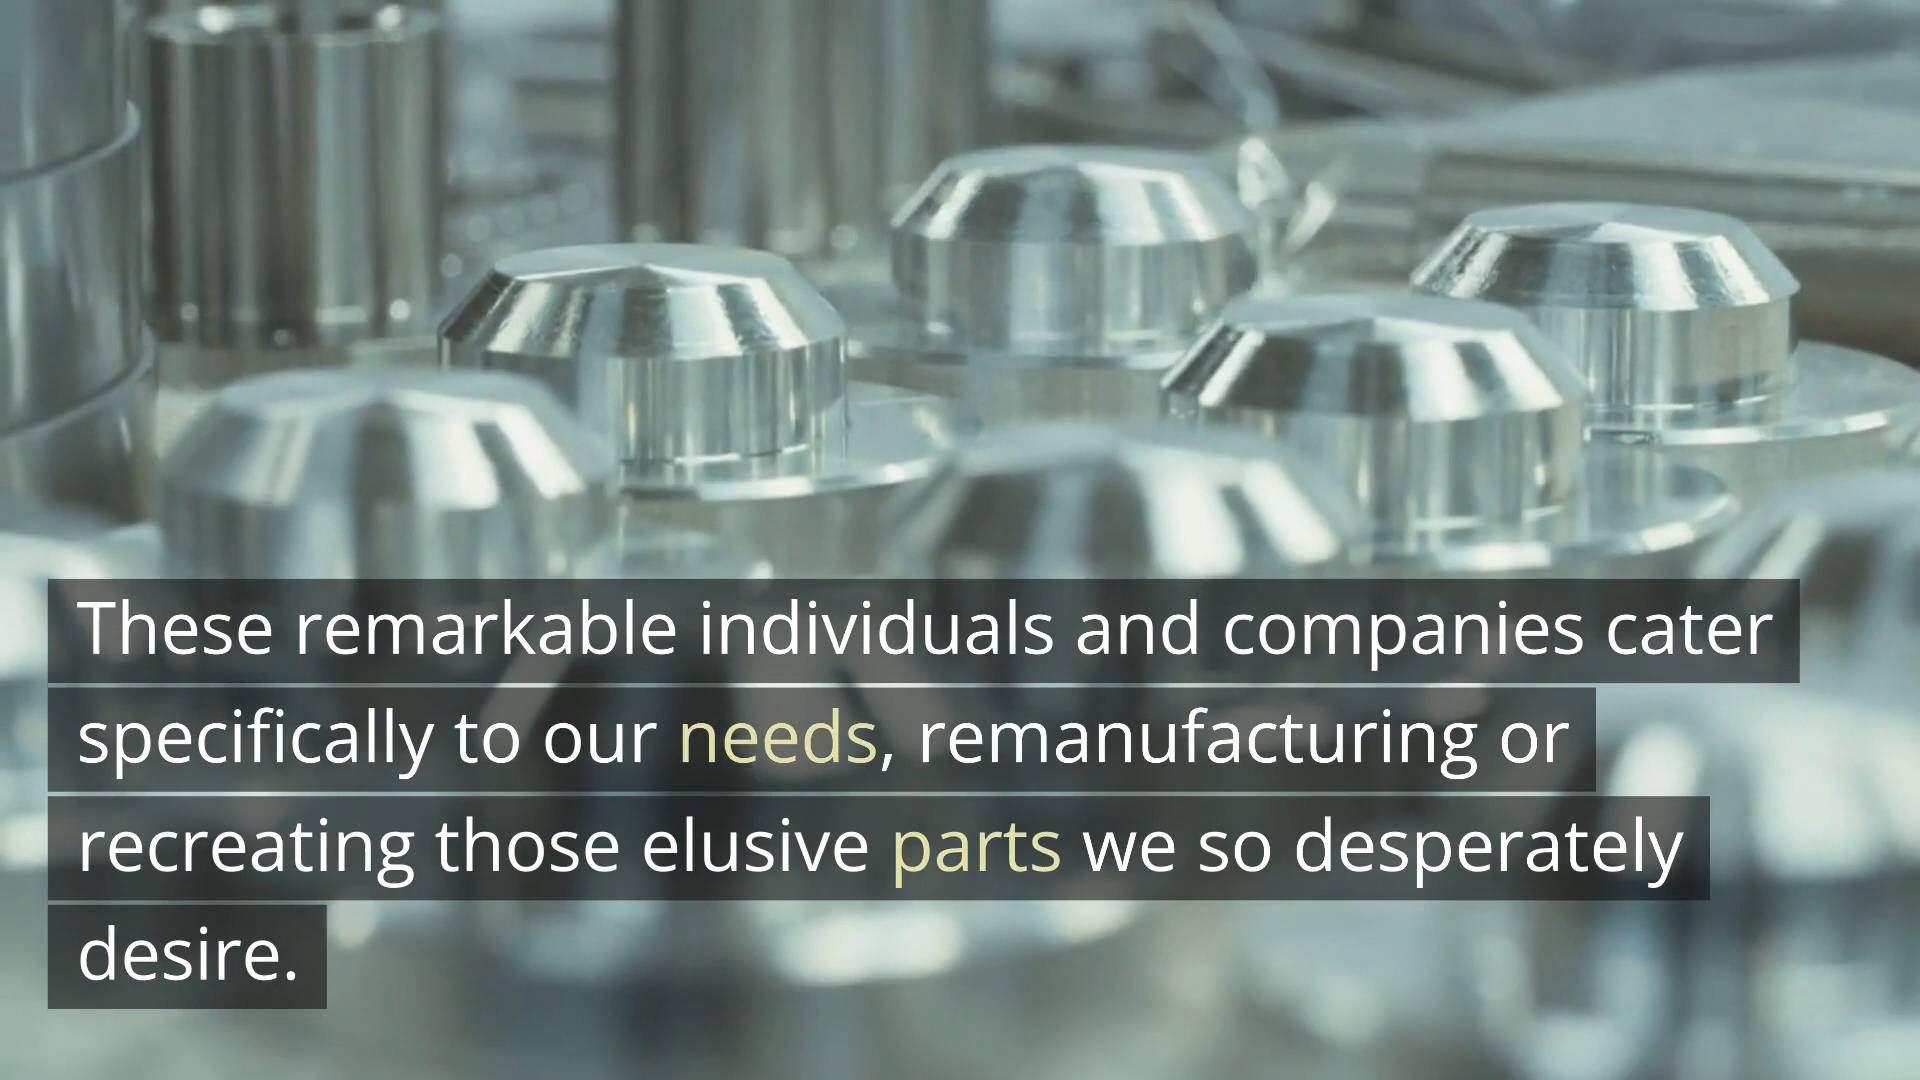 These remarkable individuals and companies cater
specifically to our needs, remanufacturing or
recreating those elusive parts we so desperately
desire.